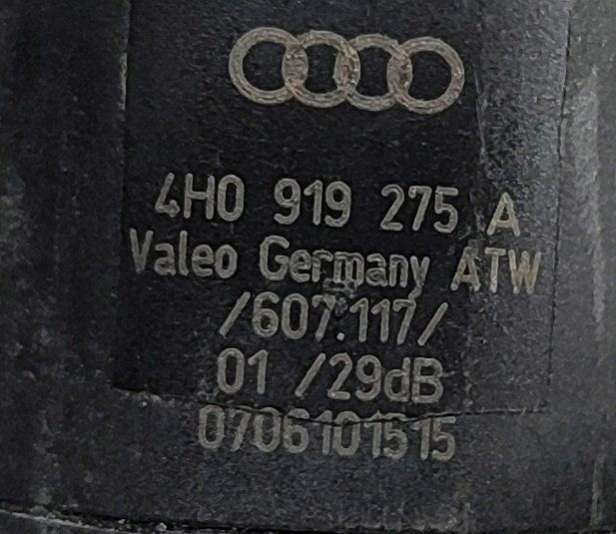 4H0 919 275 A
Valeo Germany ATW
/607.117/
01 /29dB
0706101515